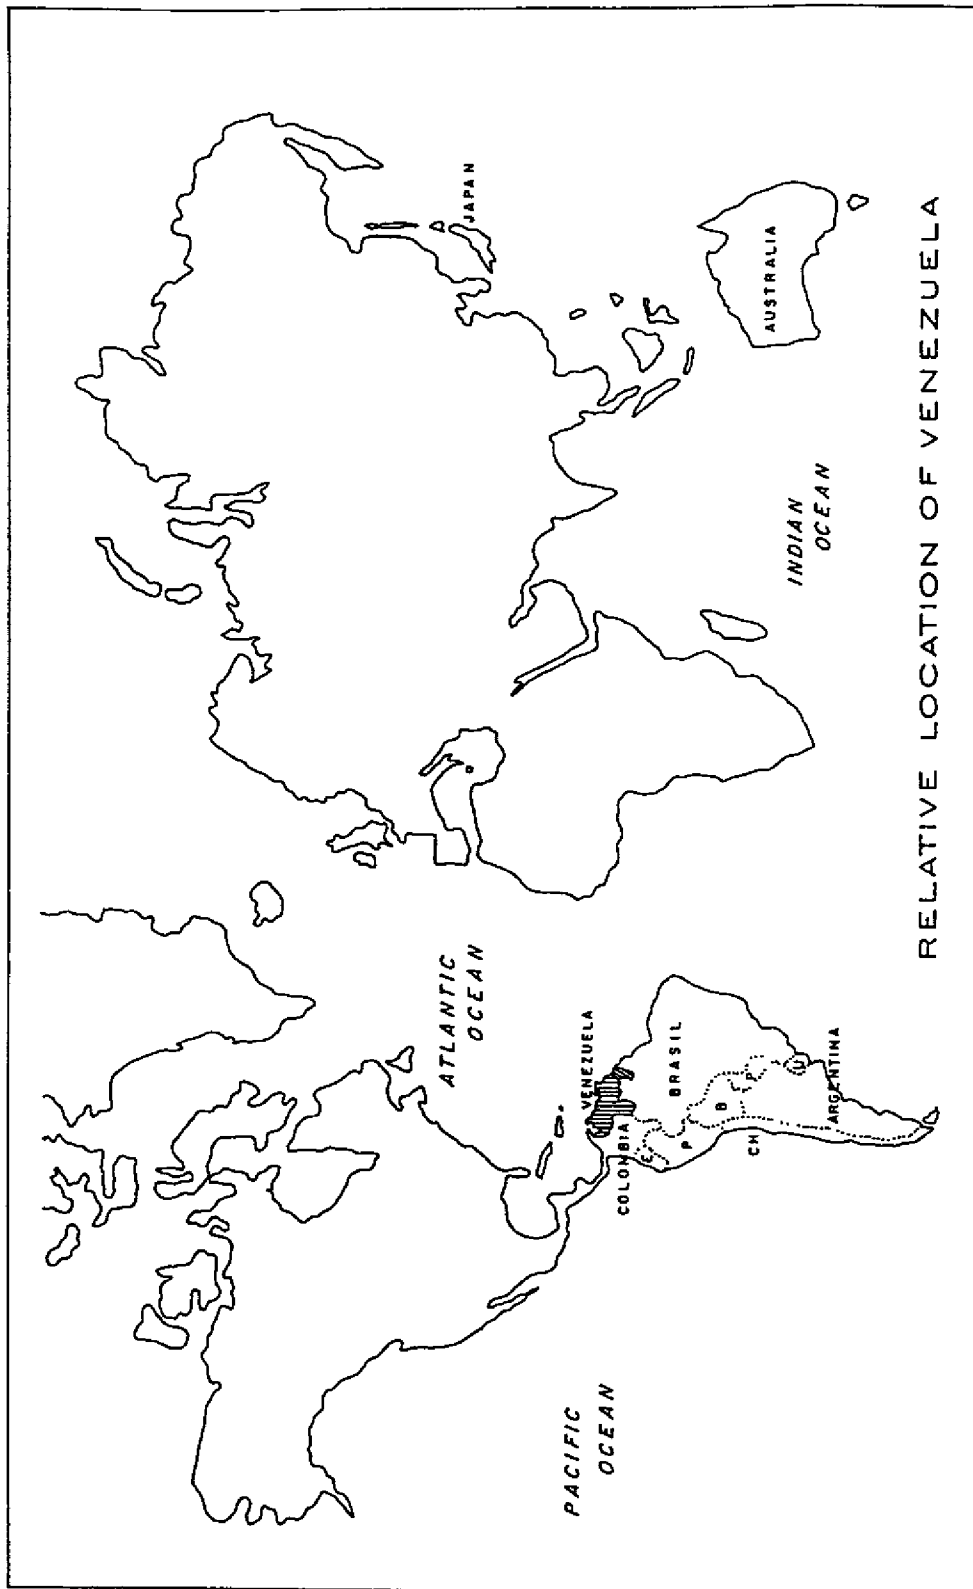 JAPAN
ATLANTIC
OCEAN
PACIFIC
OCEAN
VENEZUELA
COLOMBIA
BRASIL
E
P
B
P
U
CH
ARGENTINA
INDIAN
OCEAN
AUSTRALIA
RELATIVE LOCATION OF VENEZUELA